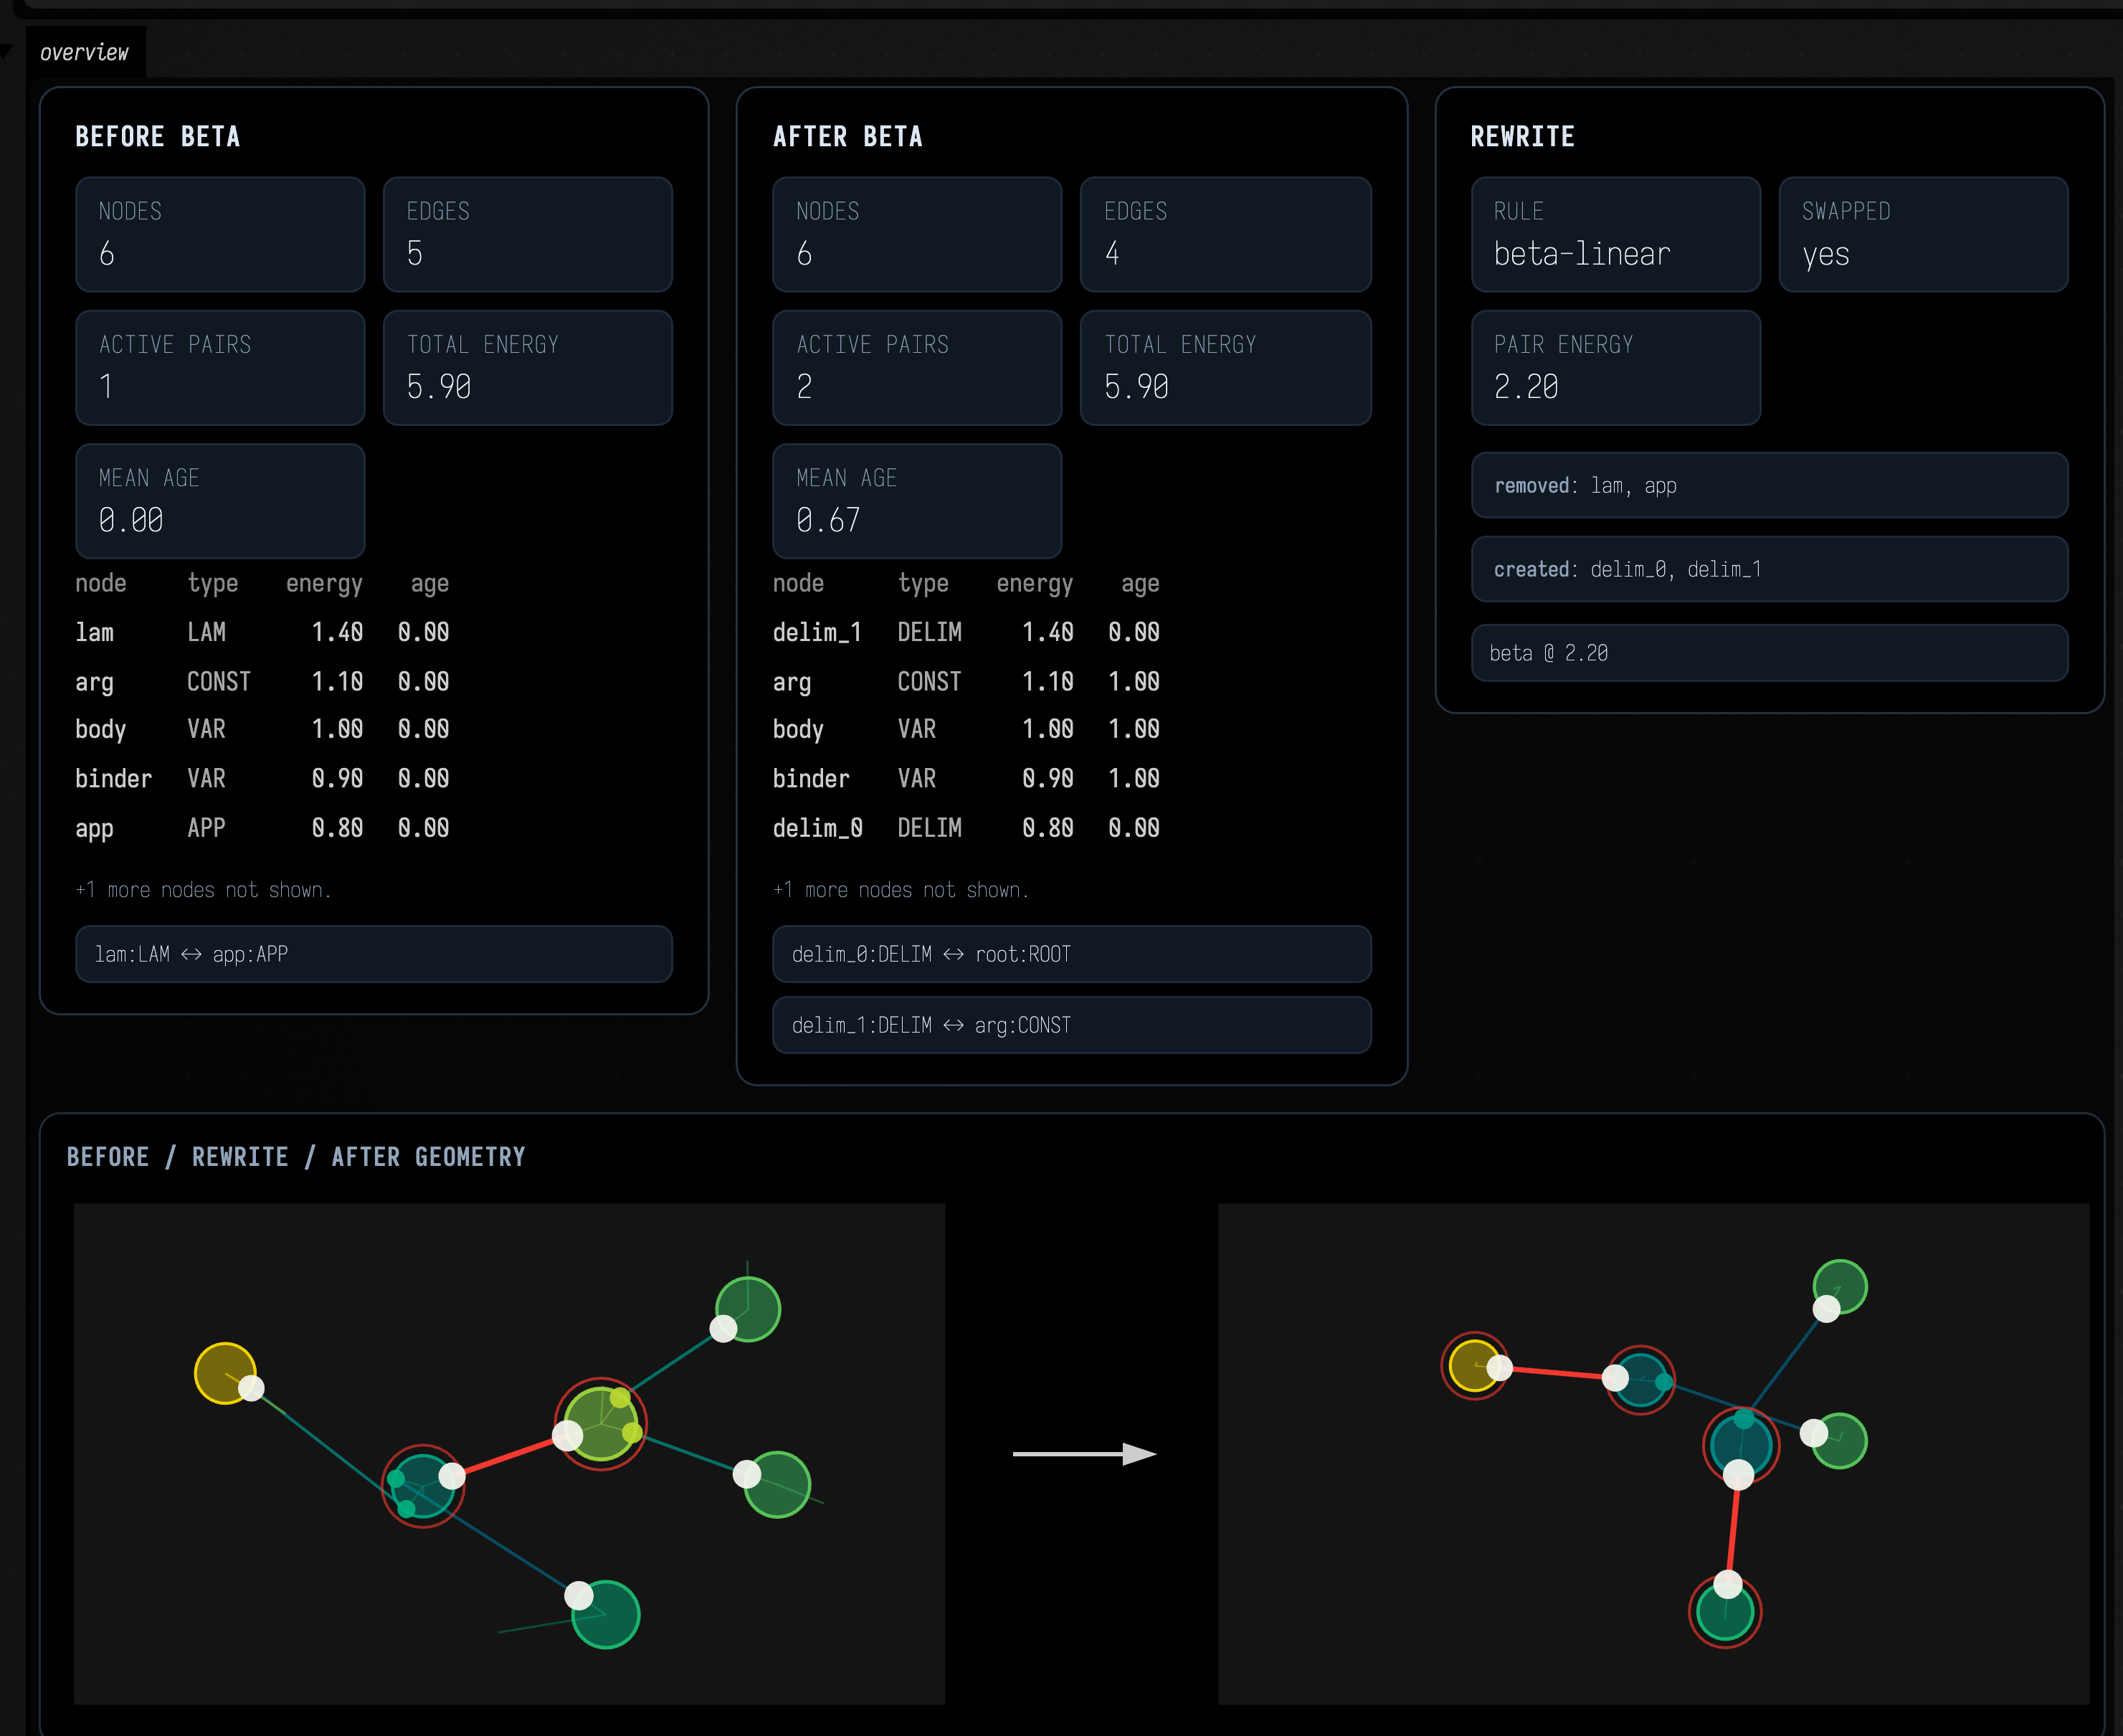 overview
BEFORE BETA
NODES
6
EDGES
5
ACTIVE PAIRS
1
TOTAL ENERGY
5.90
MEAN AGE
0.00
node type energy age
lam LAM 1.40 0.00
arg CONST 1.10 0.00
body VAR 1.00 0.00
binder VAR 0.90 0.00
app APP 0.80 0.00
+1 more nodes not shown.
lam:LAM ↔ app:APP
AFTER BETA
NODES
6
EDGES
4
ACTIVE PAIRS
2
TOTAL ENERGY
5.90
MEAN AGE
0.67
node type energy age
delim_1 DELIM 1.40 0.00
arg CONST 1.10 1.00
body VAR 1.00 1.00
binder VAR 0.90 1.00
delim_0 DELIM 0.80 0.00
+1 more nodes not shown.
delim_0:DELIM ↔ root:ROOT
delim_1:DELIM ↔ arg:CONST
REWRITE
RULE
beta-linear
SWAPPED
yes
PAIR ENERGY
2.20
removed: lam, app
created: delim_0, delim_1
beta @ 2.20
BEFORE / REWRITE / AFTER GEOMETRY